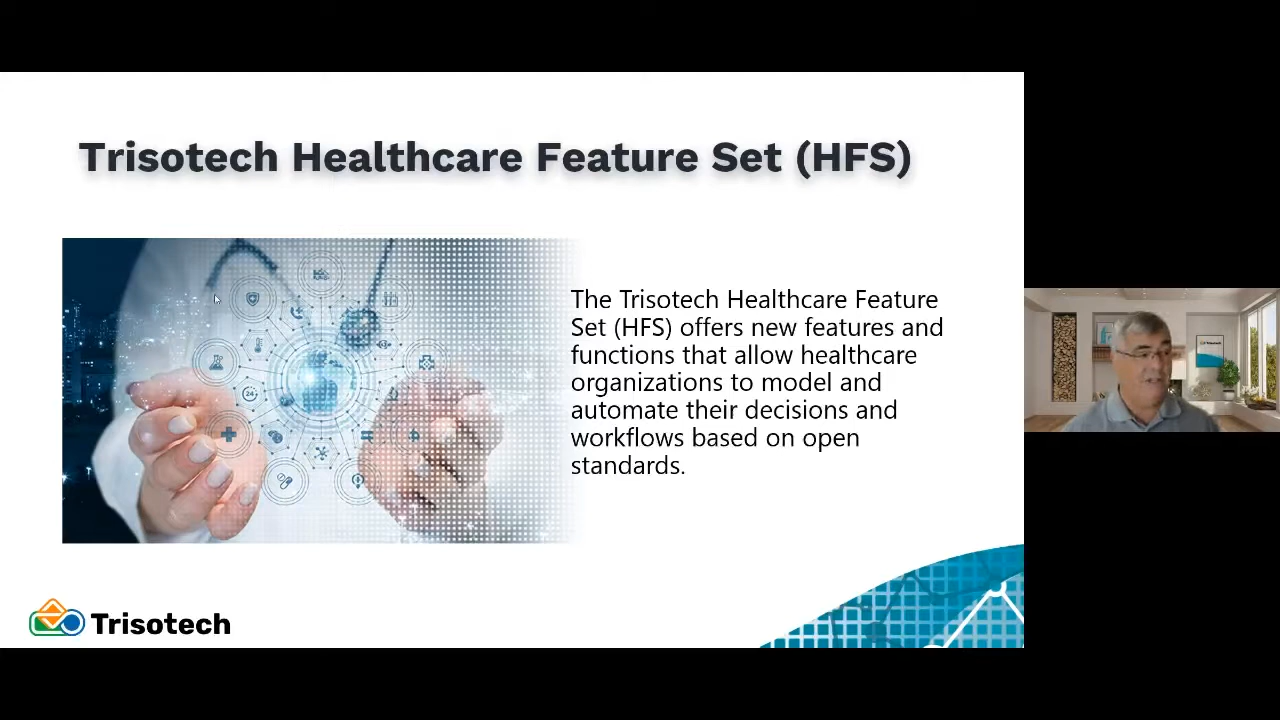 Trisotech Healthcare Feature Set (HFS)
The Trisotech Healthcare Feature
Set (HFS) offers new features and
functions that allow healthcare
organizations to model and
automate their decisions and
workflows based on open
standards.
24
Trisotech